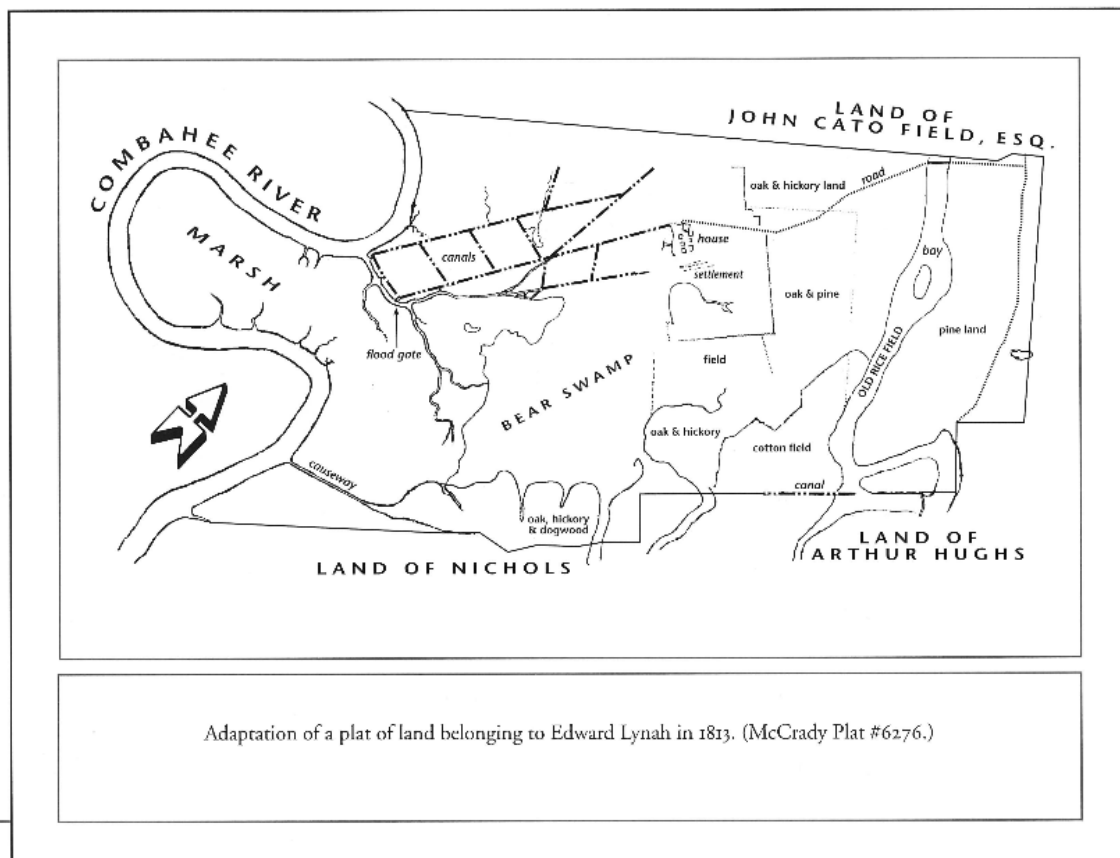 LAND OF
JOHN CATO FIELD, ESQ.
COMBAHEE RIVER
MARSH
oak & hickory land
road
canals
house
settlement
bay
oak & pine
pine land
flood gate
field
OLD RICE FIELD
BEAR SWAMP
oak & hickory
cotton field
causeway
canal
oak, hickory
& dogwood
LAND OF NICHOLS
LAND OF
ARTHUR HUGHS
Adaptation of a plat of land belonging to Edward Lynah in 1813. (McCrady Plat #6276.)